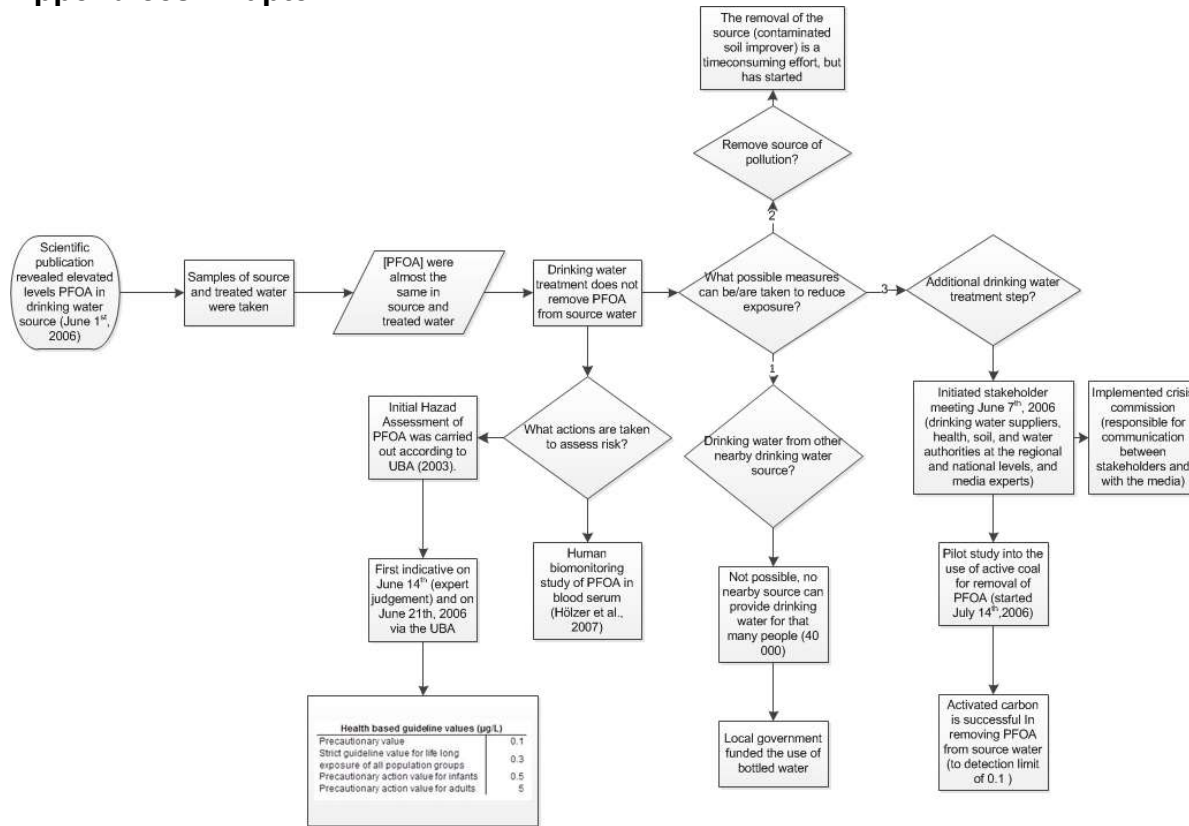 The removal of the
source (contaminated
soil improver) is a
timeconsuming effort, but
has started
Remove source of
pollution?
2
Scientific
publication
revealed elevated
levels PFOA in
drinking water
source (June 1st,
2006)
Samples of source
and treated water
were taken
[PFOA] were
almost the
same in
source and
treated water
Drinking water
treatment does not
remove PFOA
from source water
What possible measures
can be/are taken to reduce
exposure?
3
Additional drinking water
treatment step?
1
Initial Hazad
Assessment of
PFOA was carried
out according to
UBA (2003).
What actions are taken
to assess risk?
Drinking water from other
nearby drinking water
source?
Initiated stakeholder
meeting June 7th, 2006
(drinking water suppliers,
health, soil, and water
authorities at the regional
and national levels, and
media experts)
Implemented crisis
commission
(responsible for
communication
between
stakeholders and
with the media)
First indicative on
June 14th (expert
judgement) and on
June 21th, 2006
via the UBA
Human
biomonitoring
study of PFOA in
blood serum
(Hölzer et al.,
2007)
Not possible, no
nearby source can
provide drinking
water for that
many people (40
000)
Pilot study into the
use of active coal
for removal of
PFOA (started
July 14th,2006)
Health based guideline values (µg/L)
Precautionary value 0.1
Strict guideline value for life long
exposure of all population groups 0.3
Precautionary action value for infants 0.5
Precautionary action value for adults 5
Local government
funded the use of
bottled water
Activated carbon
is successful In
removing PFOA
from source water
(to detection limit
of 0.1 )